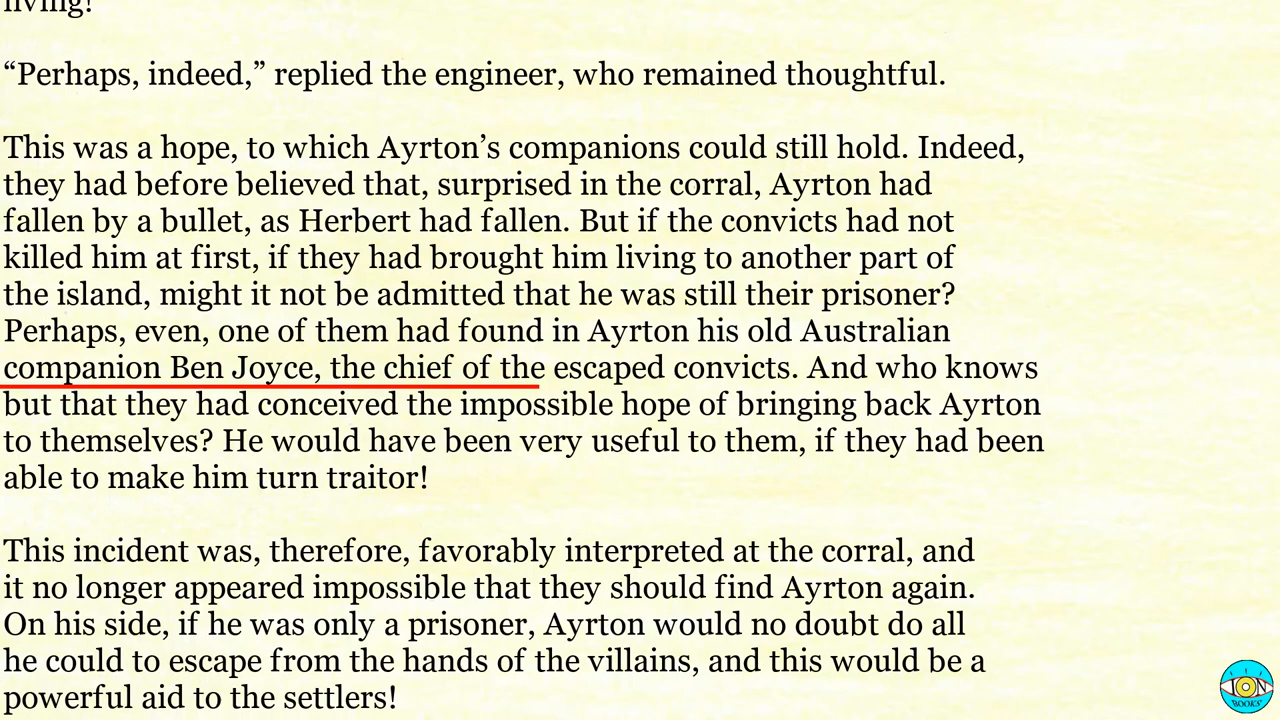 living!
“Perhaps, indeed,” replied the engineer, who remained thoughtful.
This was a hope, to which Ayrton’s companions could still hold. Indeed,
they had before believed that, surprised in the corral, Ayrton had
fallen by a bullet, as Herbert had fallen. But if the convicts had not
killed him at first, if they had brought him living to another part of
the island, might it not be admitted that he was still their prisoner?
Perhaps, even, one of them had found in Ayrton his old Australian
companion Ben Joyce, the chief of the escaped convicts. And who knows
but that they had conceived the impossible hope of bringing back Ayrton
to themselves? He would have been very useful to them, if they had been
able to make him turn traitor!
This incident was, therefore, favorably interpreted at the corral, and
it no longer appeared impossible that they should find Ayrton again.
On his side, if he was only a prisoner, Ayrton would no doubt do all
he could to escape from the hands of the villains, and this would be a
powerful aid to the settlers!
ION
BOOKS